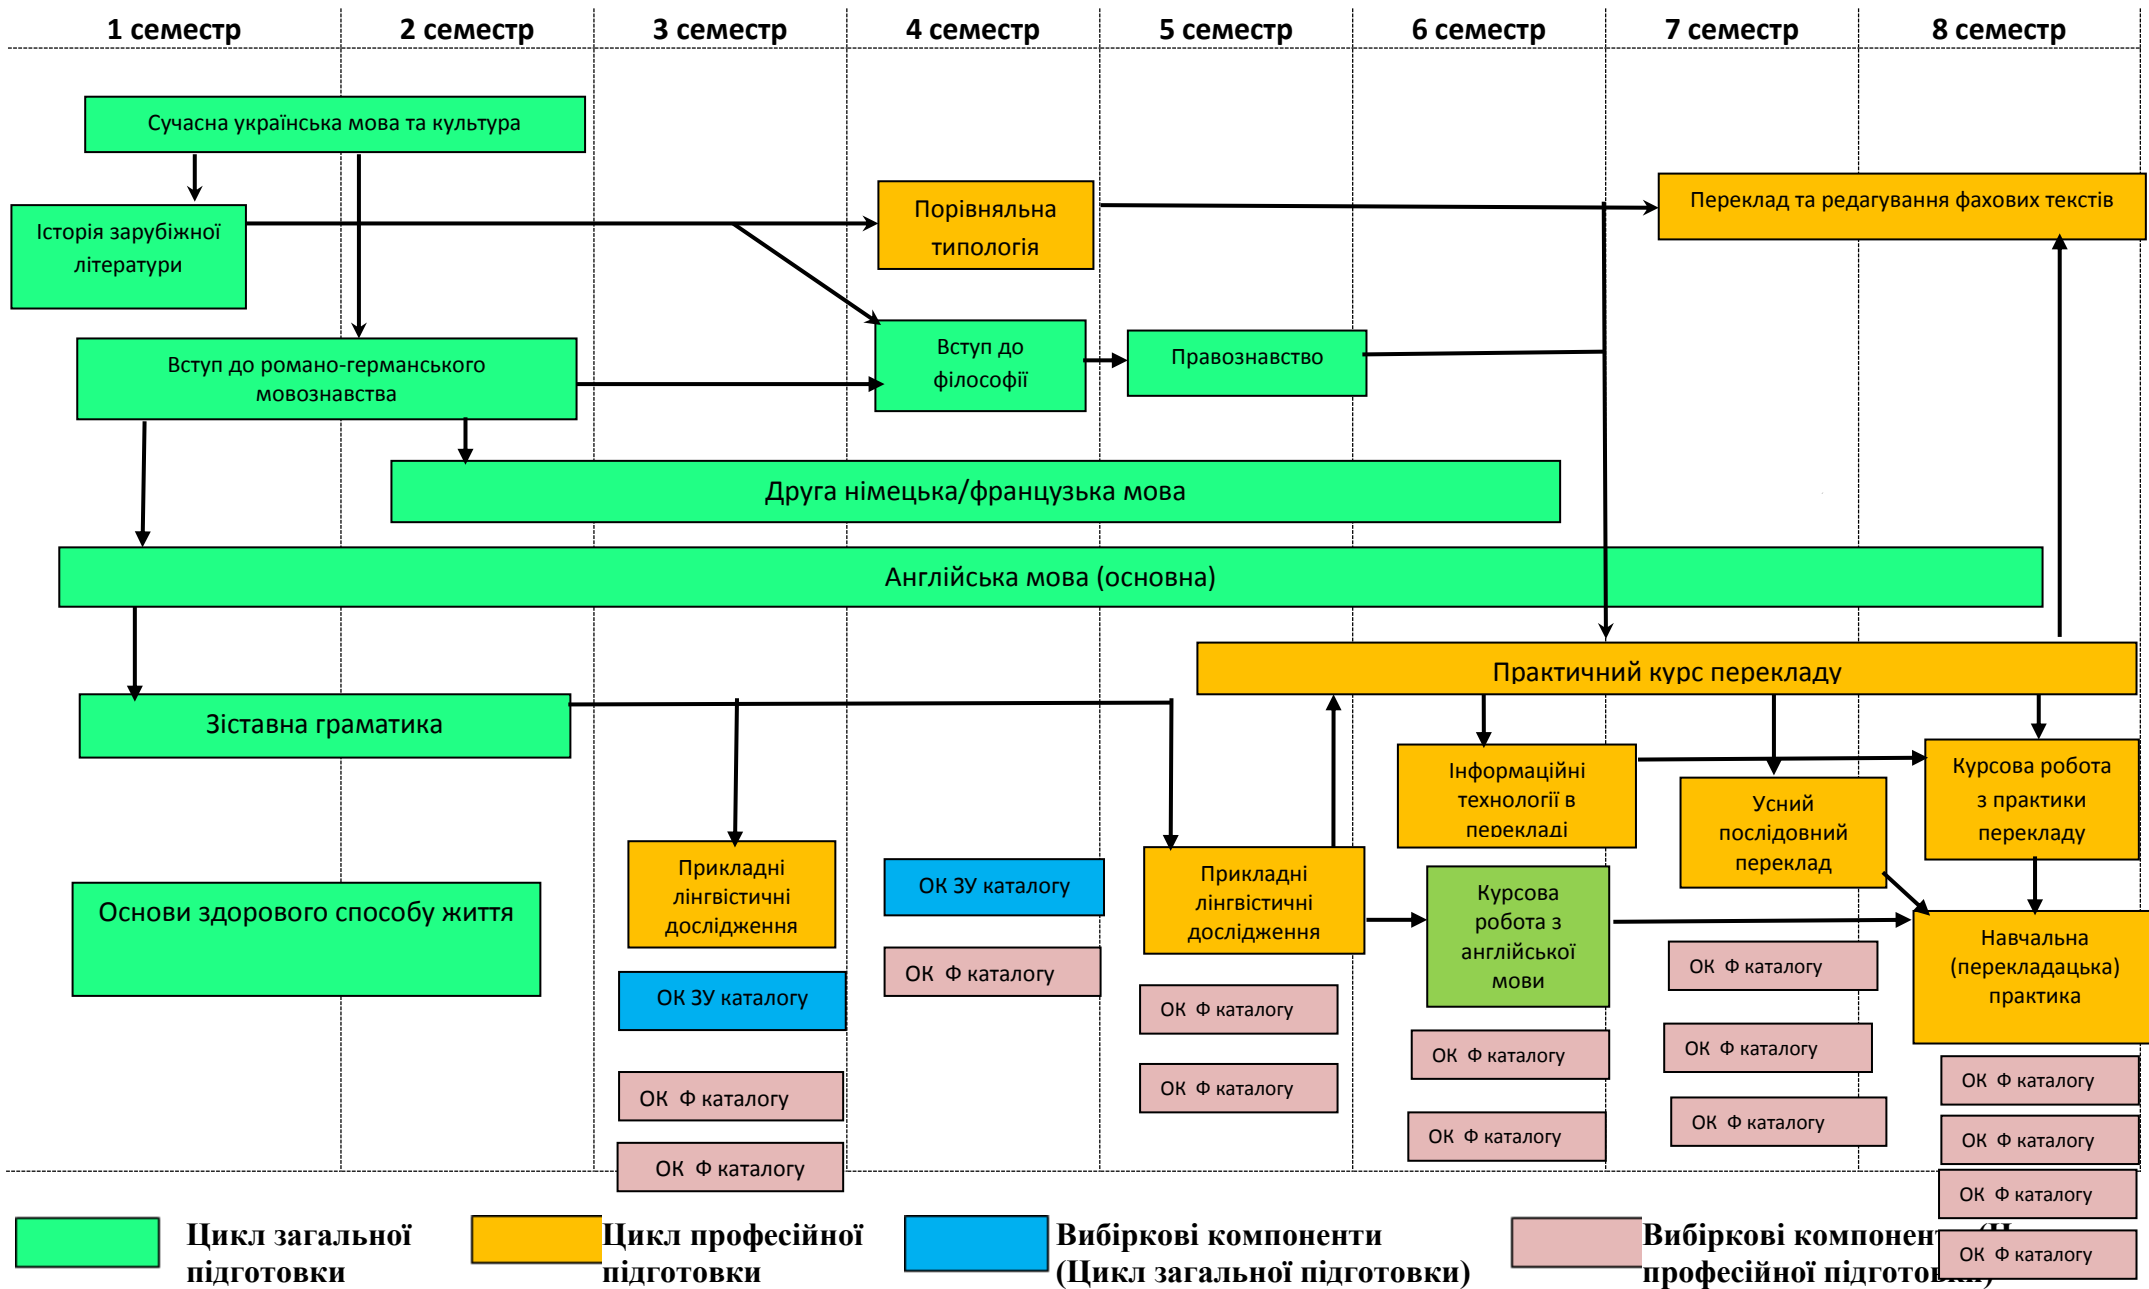 1 семестр
2 семестр
3 семестр
4 семестр
5 семестр
6 семестр
7 семестр
8 семестр
Сучасна українська мова та культура
Історія зарубіжної
літератури
Порівняльна
типологія
Переклад та редагування фахових текстів
Вступ до романо-германського
мовознавства
Вступ до
філософії
Правознавство
Друга німецька/французька мова
Англійська мова (основна)
Практичний курс перекладу
Зіставна граматика
Інформаційні
технології в
перекладі
Усний
послідовний
переклад
Курсова робота
з практики
перекладу
Основи здорового способу життя
Прикладні
лінгвістичні
дослідження
ОК ЗУ каталогу
ОК Ф каталогу
ОК Ф каталогу
ОК ЗУ каталогу
ОК Ф каталогу
Прикладні
лінгвістичні
дослідження
ОК Ф каталогу
ОК Ф каталогу
Курсова
робота з
англійської
мови
ОК Ф каталогу
ОК Ф каталогу
ОК Ф каталогу
ОК Ф каталогу
ОК Ф каталогу
Навчальна
(перекладацька)
практика
ОК Ф каталогу
ОК Ф каталогу
ОК Ф каталогу
ОК Ф каталогу
Цикл загальної
підготовки
Цикл професійної
підготовки
Вибіркові компоненти
(Цикл загальної підготовки)
Вибіркові
професійної